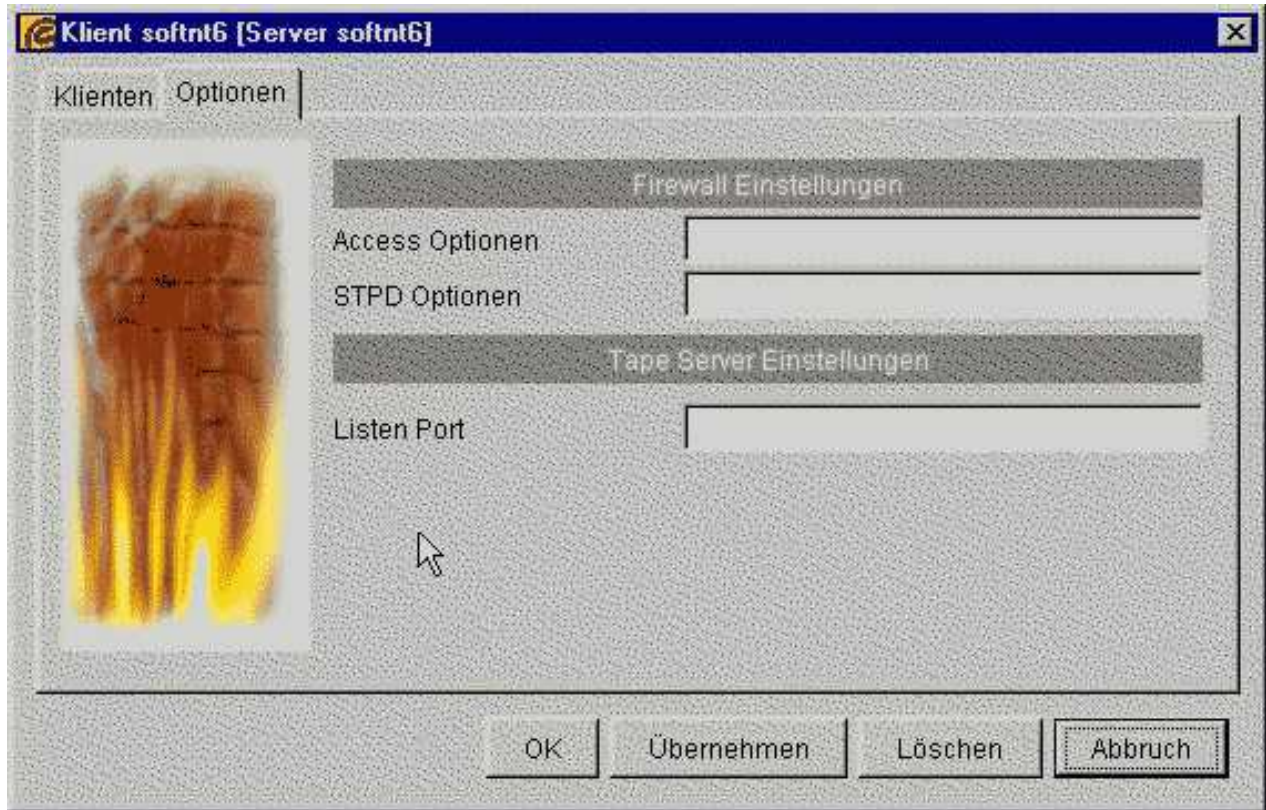 Klient softnt6 [Server softnt6]
Klienten Optionen
Firewall Einstellungen
Access Optionen
STPD Optionen
Tape Server Einstellungen
Listen Port
OK Übernehmen Löschen Abbruch